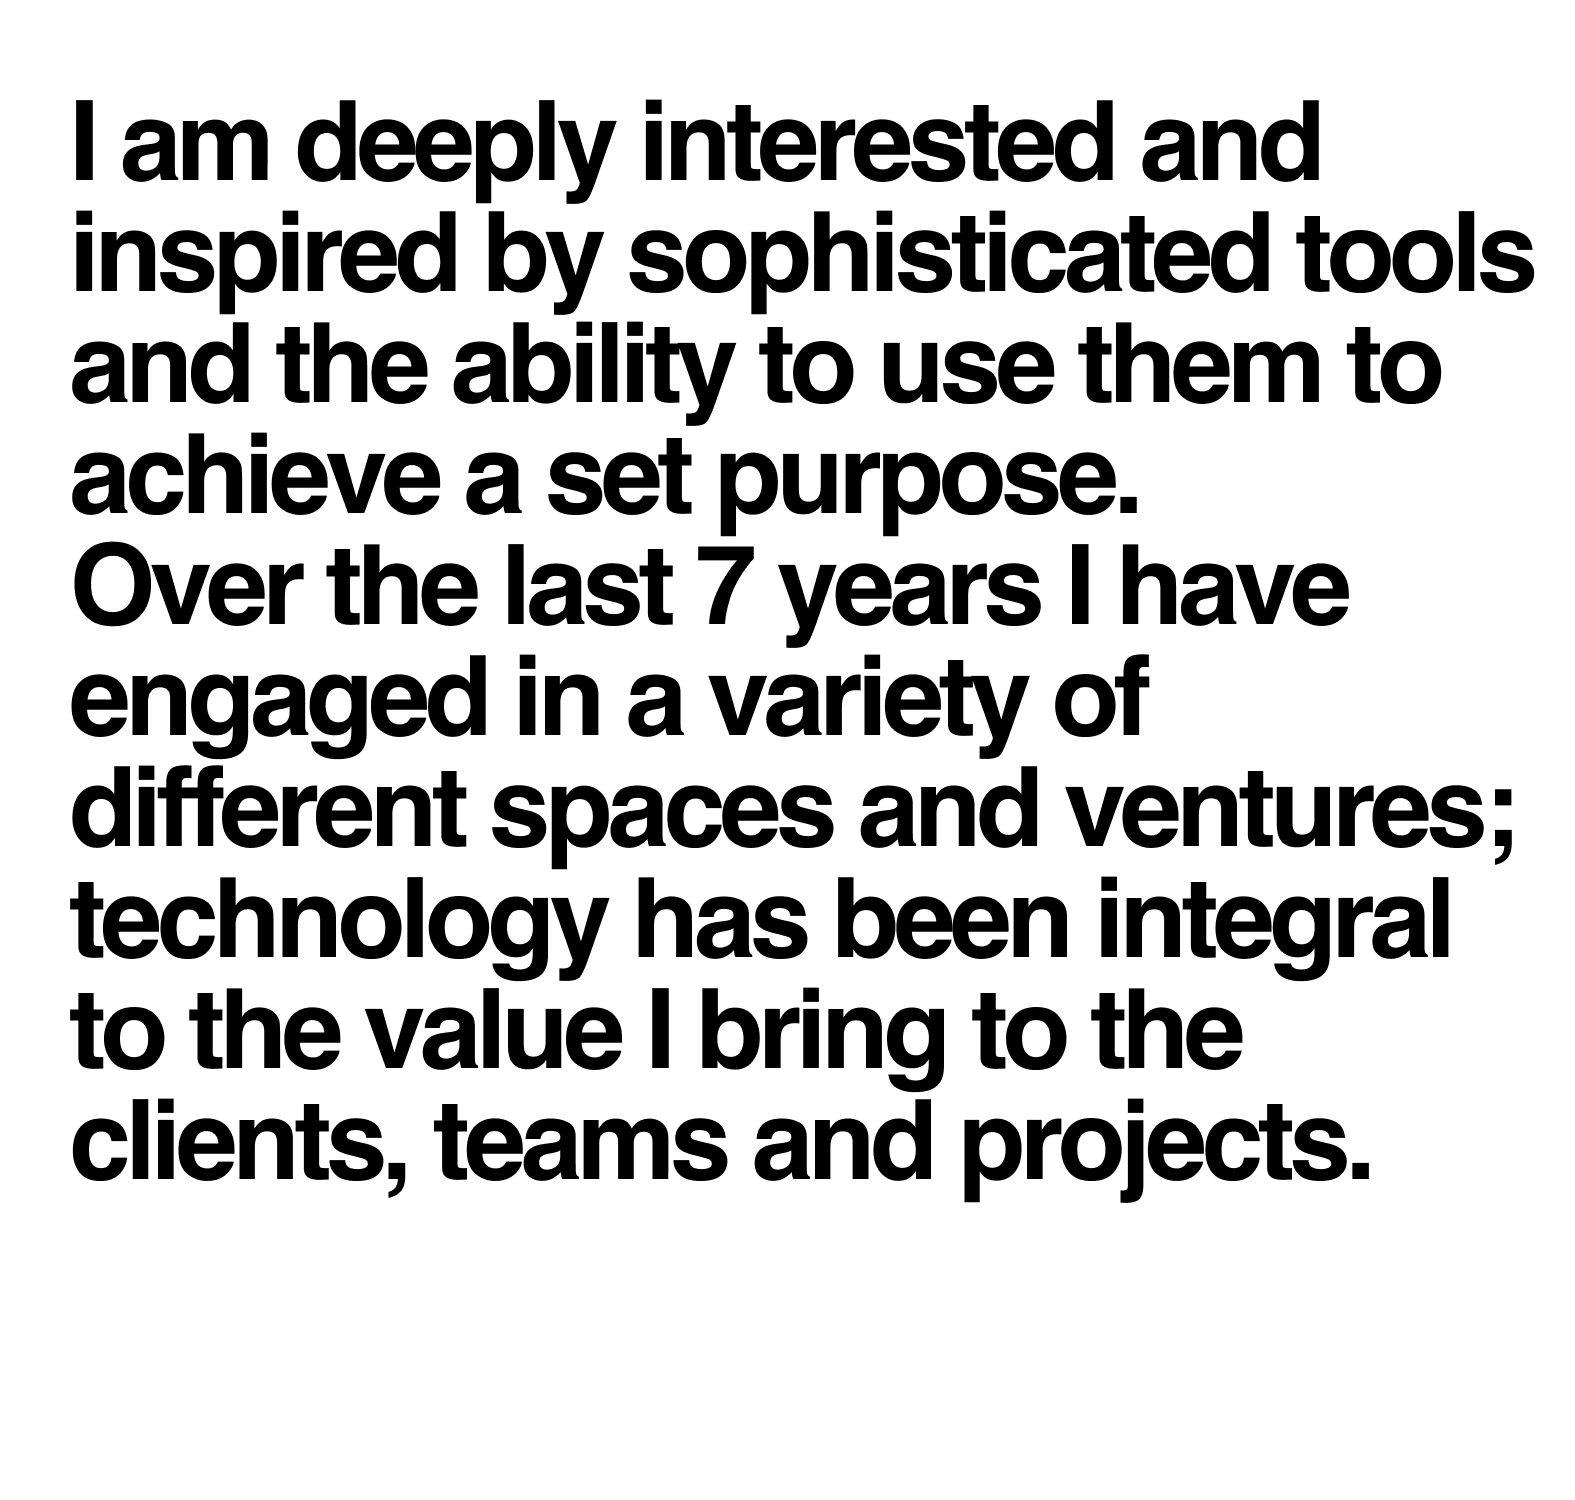 I am deeply interested and
inspired by sophisticated tools
and the ability to use them to
achieve a set purpose.
Over the last 7 years I have
engaged in a variety of
different spaces and ventures;
technology has been integral
to the value I bring to the
clients, teams and projects.